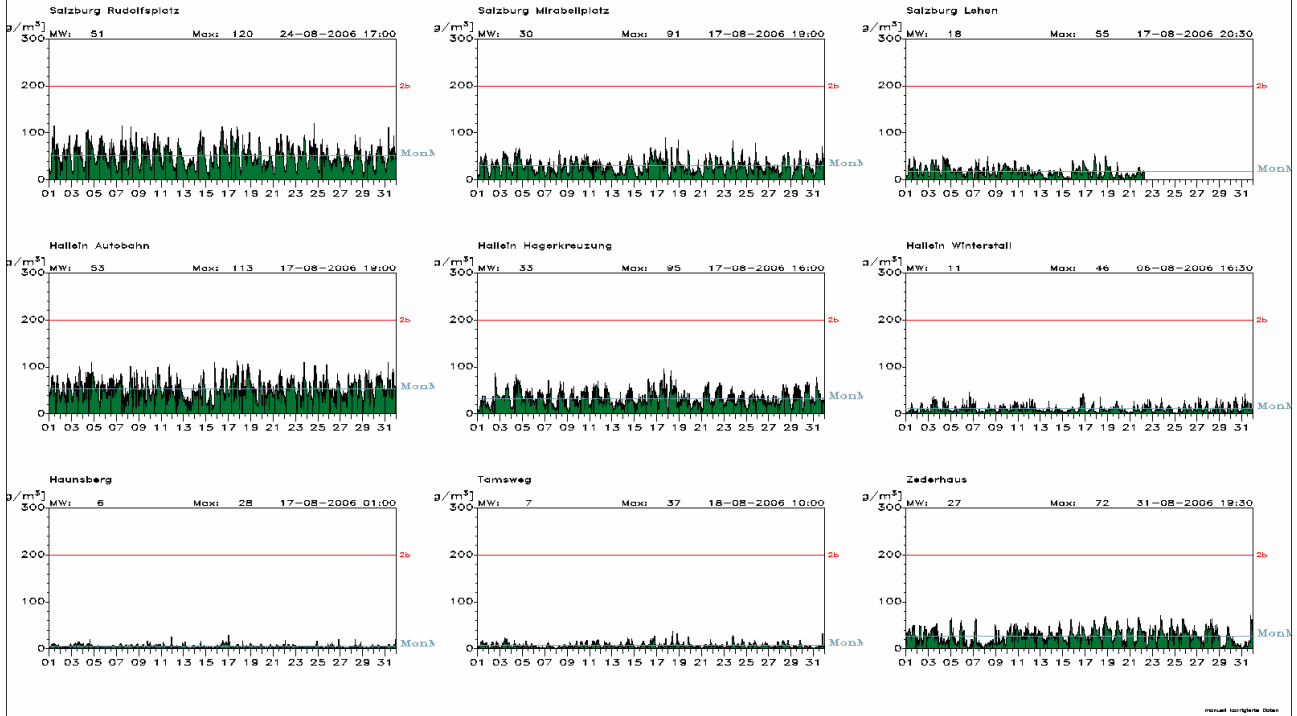 Salzburg Rudolfsplatz
g/m³]
MW: 51 Max: 120 24-08-2006 17:00
300
200
100
0
2b
MonM
01 03 05 07 09 11 13 15 17 19 21 23 25 27 29 31
Salzburg Mirabellplatz
g/m³]
MW: 30 Max: 91 17-08-2006 19:00
300
200
100
0
2b
MonM
01 03 05 07 09 11 13 15 17 19 21 23 25 27 29 31
Salzburg Lehen
g/m³]
MW: 18 Max: 55 17-08-2006 20:30
300
200
100
0
2b
MonM
01 03 05 07 09 11 13 15 17 19 21 23 25 27 29 31
Hallein Autobahn
g/m³]
MW: 53 Max: 113 17-08-2006 19:00
300
200
100
0
2b
MonM
01 03 05 07 09 11 13 15 17 19 21 23 25 27 29 31
Hallein Hagerkreuzung
g/m³]
MW: 33 Max: 95 17-08-2006 16:00
300
200
100
0
2b
MonM
01 03 05 07 09 11 13 15 17 19 21 23 25 27 29 31
Hallein Winterstall
g/m³]
MW: 11 Max: 46 06-08-2006 16:30
300
200
100
0
2b
MonM
01 03 05 07 09 11 13 15 17 19 21 23 25 27 29 31
Haunsberg
g/m³]
MW: 6 Max: 28 17-08-2006 01:00
300
200
100
0
2b
MonM
01 03 05 07 09 11 13 15 17 19 21 23 25 27 29 31
Tamsweg
g/m³]
MW: 7 Max: 37 18-08-2006 10:00
300
200
100
0
2b
MonM
01 03 05 07 09 11 13 15 17 19 21 23 25 27 29 31
Zederhaus
g/m³]
MW: 27 Max: 72 31-08-2006 19:30
300
200
100
0
2b
MonM
01 03 05 07 09 11 13 15 17 19 21 23 25 27 29 31
manuell korrigierte Daten